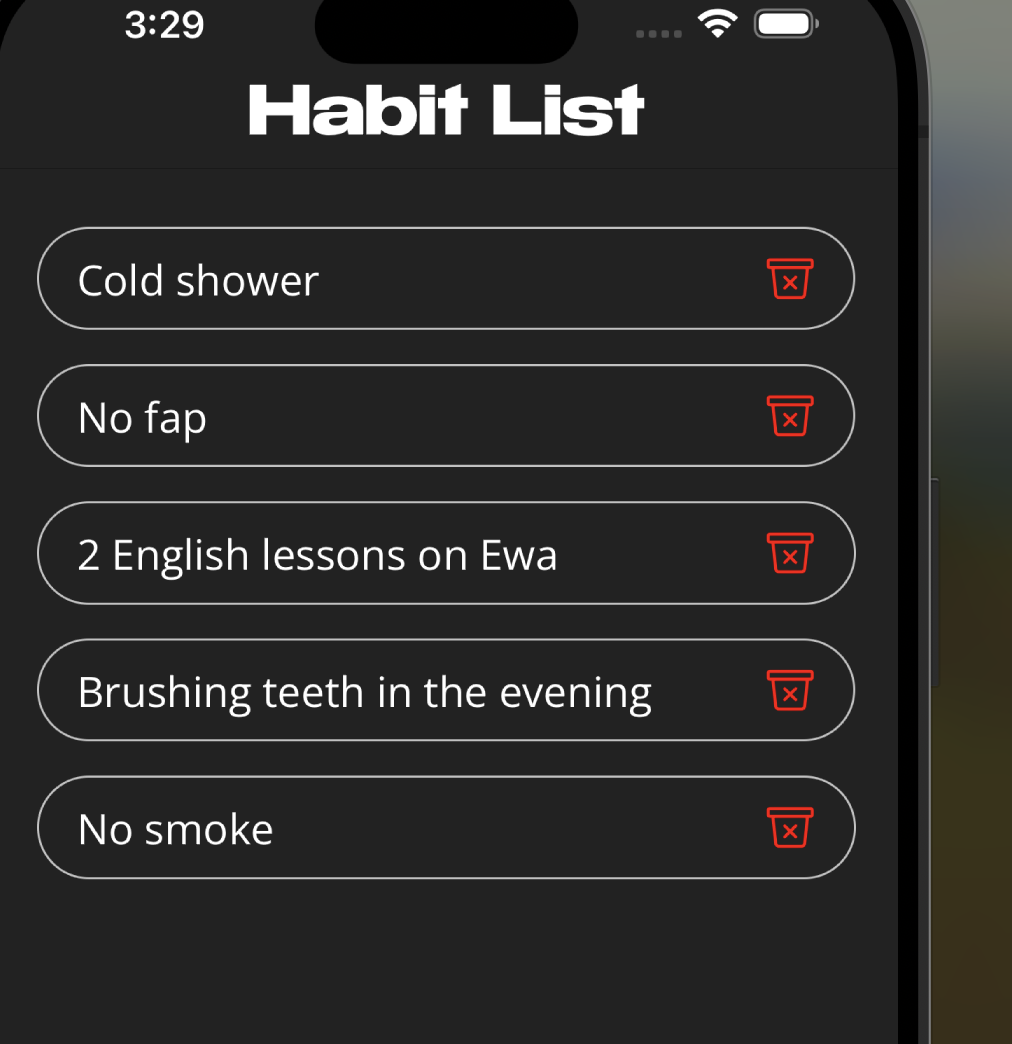 3:29
Habit List
Cold shower
No fap
2 English lessons on Ewa
Brushing teeth in the evening
No smoke